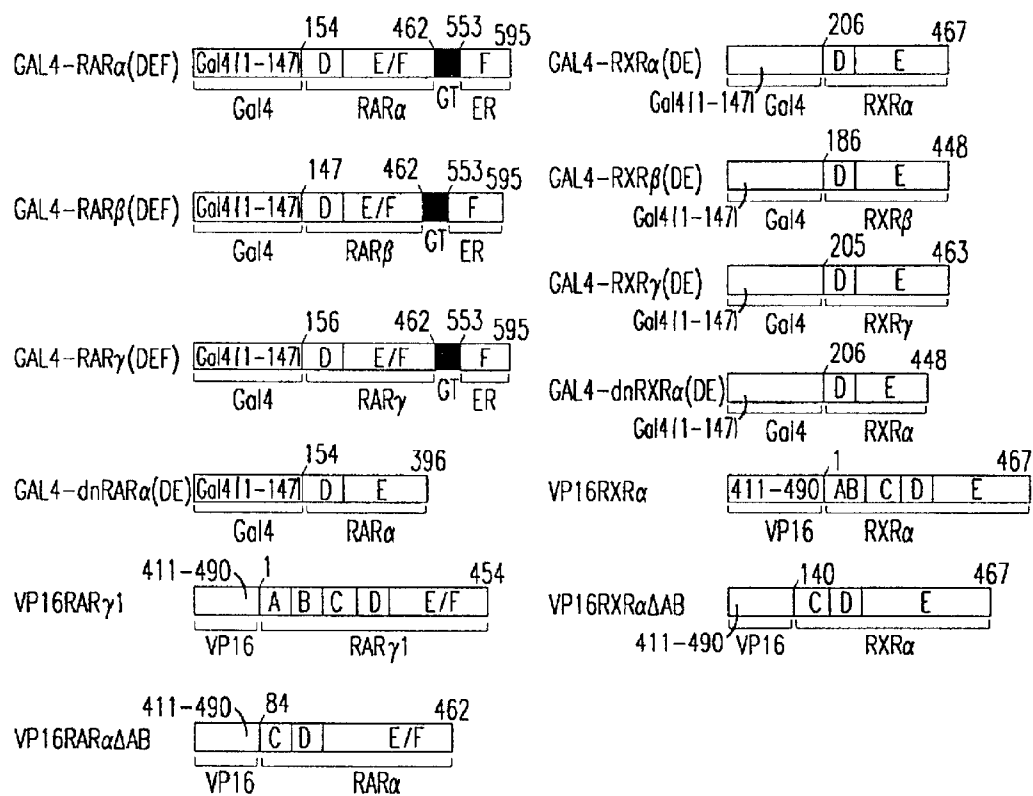 154 462 553 595
GAL4-RARα(DEF) Gal4(1-147) D E/F F
GT
Gal4 RARα ER
147 462 553 595
GAL4-RARβ(DEF) Gal4(1-147) D E/F F
GT
Gal4 RARβ ER
156 462 553 595
GAL4-RARγ(DEF) Gal4(1-147) D E/F F
GT
Gal4 RARγ ER
154 396
GAL4-dnRARα(DE) Gal4(1-147) D E
Gal4 RARα
411-490 1 454
VP16RARγ1 A B C D E/F
VP16 RARγ1
411-490 84 462
VP16RARαΔAB C D E/F
VP16 RARα
206 467
GAL4-RXRα(DE) D E
Gal4(1-147) Gal4 RXRα
186 448
GAL4-RXRβ(DE) D E
Gal4(1-147) Gal4 RXRβ
205 463
GAL4-RXRγ(DE) D E
Gal4(1-147) Gal4 RXRγ
206 448
GAL4-dnRXRα(DE) D E
Gal4(1-147) Gal4 RXRα
1 467
VP16RXRα 411-490 AB C D E
VP16 RXRα
140 467
VP16RXRαΔAB C D E
411-490 VP16 RXRα